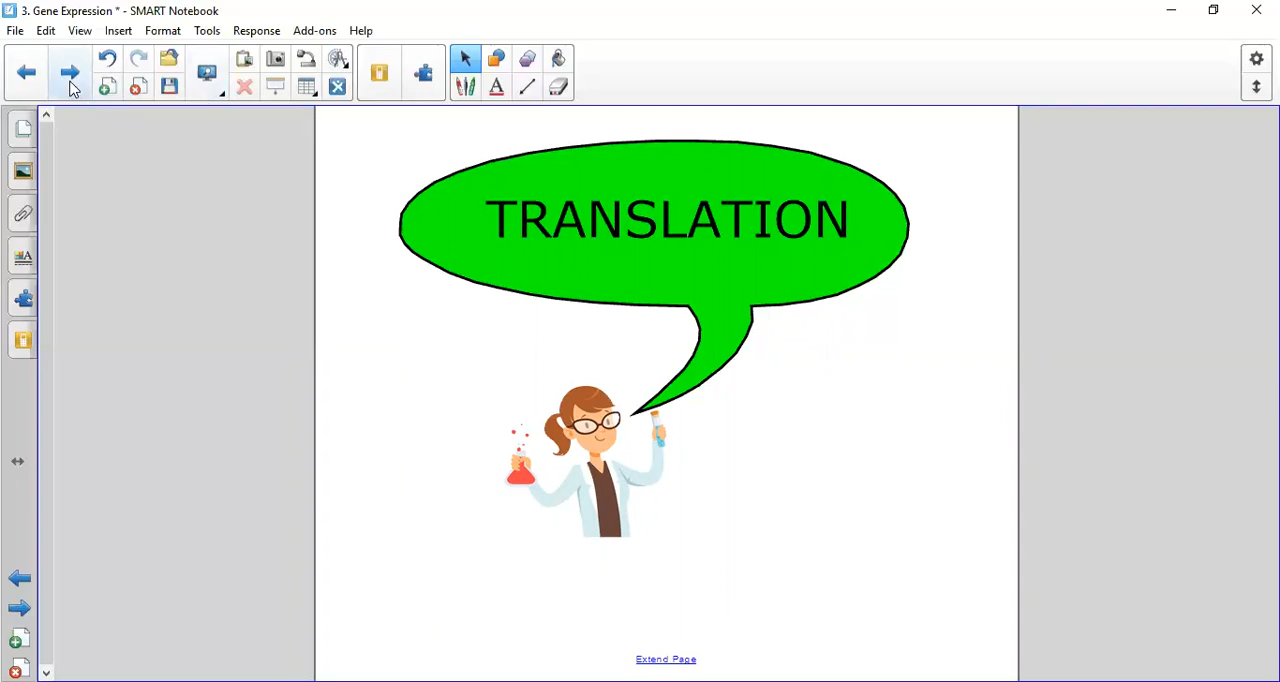 3. Gene Expression * - SMART Notebook
File Edit View Insert Format Tools Response Add-ons Help
TRANSLATION
Extend Page